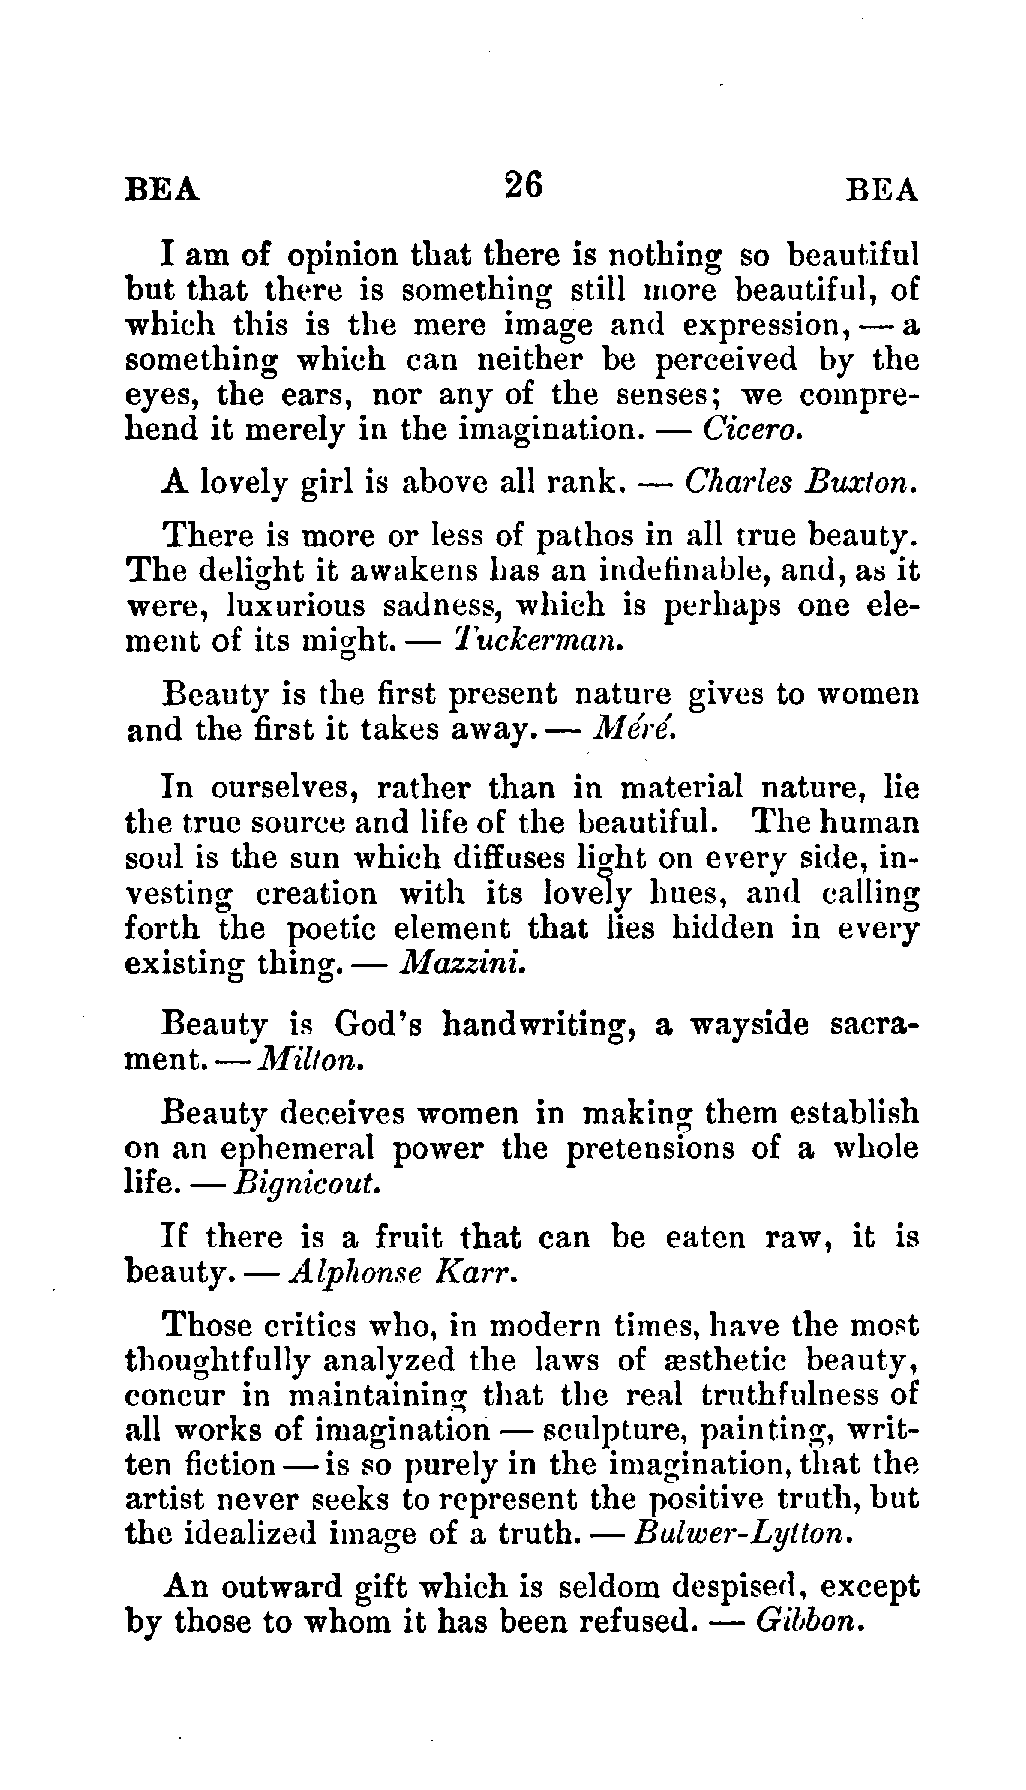 BEA 26 BEA
I am of opinion that there is nothing so beautiful
but that there is something still more beautiful, of
which this is the mere image and expression, — a
something which can neither be perceived by the
eyes, the ears, nor any of the senses; we compre-
hend it merely in the imagination. — Cicero.
A lovely girl is above all rank. — Charles Buxton.
There is more or less of pathos in all true beauty.
The delight it awakens has an indefinable, and, as it
were, luxurious sadness, which is perhaps one ele-
ment of its might. — Tuckerman.
Beauty is the first present nature gives to women
and the first it takes away. — Méré.
In ourselves, rather than in material nature, lie
the true source and life of the beautiful. The human
soul is the sun which diffuses light on every side, in-
vesting creation with its lovely hues, and calling
forth the poetic element that lies hidden in every
existing thing. — Mazzini.
Beauty is God's handwriting, a wayside sacra-
ment. — Milton.
Beauty deceives women in making them establish
on an ephemeral power the pretensions of a whole
life. — Bignicout.
If there is a fruit that can be eaten raw, it is
beauty. — Alphonse Karr.
Those critics who, in modern times, have the most
thoughtfully analyzed the laws of æsthetic beauty,
concur in maintaining that the real truthfulness of
all works of imagination — sculpture, painting, writ-
ten fiction — is so purely in the imagination, that the
artist never seeks to represent the positive truth, but
the idealized image of a truth. — Bulwer-Lytton.
An outward gift which is seldom despised, except
by those to whom it has been refused. — Gibbon.